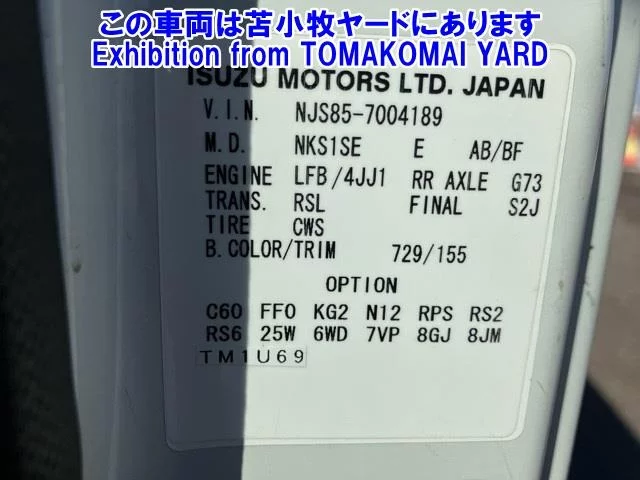 この車両は苫小牧ヤードにあります
Exhibition from TOMAKOMAI YARD
ISUZU MOTORS LTD. JAPAN
V.I.N. NJS85-7004189
M.D. NKS1SE E AB/BF
ENGINE LFB/4JJ1 RR AXLE G73
TRANS. RSL FINAL S2J
TIRE CWS
B.COLOR/TRIM 729/155
OPTION
C60 FF0 KG2 N12 RPS RS2
RS6 25W 6WD 7VP 8GJ 8JM
TM1U69